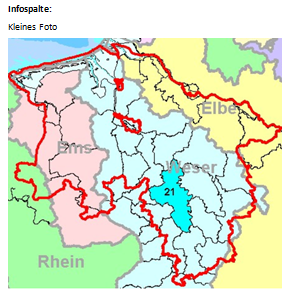 Infospalte:
Kleines Foto
Elbe
Ems
Weser
21
Rhein